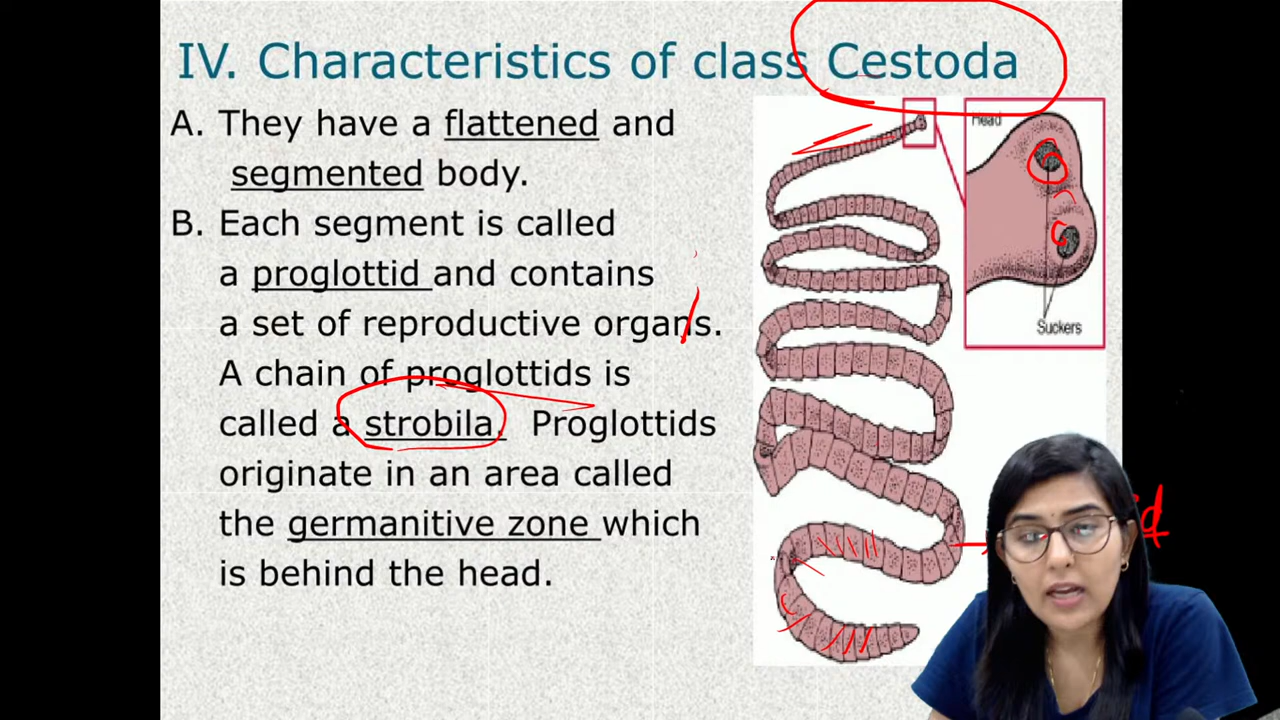 IV. Characteristics of class Cestoda
A. They have a flattened and
segmented body.
B. Each segment is called
a proglottid and contains
a set of reproductive organs.
A chain of proglottids is
called a strobila. Proglottids
originate in an area called
the germanitive zone which
is behind the head.
Head
Suckers